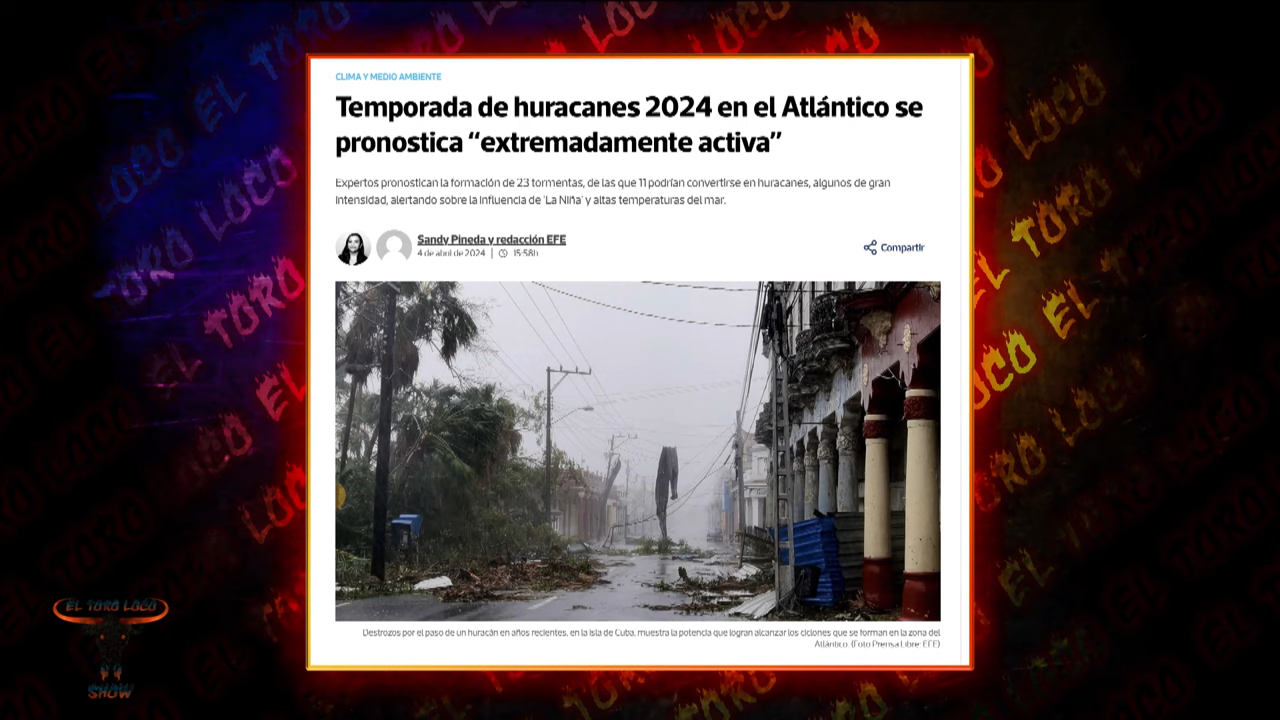 CLIMA Y MEDIO AMBIENTE
Temporada de huracanes 2024 en el Atlántico se
pronostica “extremadamente activa”
Expertos pronostican la formación de 23 tormentas, de las que 11 podrían convertirse en huracanes, algunos de gran
intensidad, alertando sobre la influencia de 'La Niña' y altas temperaturas del mar.
Sandy Pineda y redacción EFE
4 de abril de 2024 | 15:58h
Compartir
Destrozos por el paso de un huracán en años recientes, en la Isla de Cuba, muestra la potencia que logran alcanzar los ciclones que se forman en la zona del
Atlántico. (Foto Prensa Libre: EFE)
EL TORO LOCO
SHOW